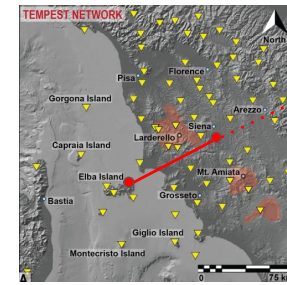 TEMPEST NETWORK
North
Florence
Pisa
Gorgona Island
Arezzo
Siena
Larderello
Capraia Island
Elba Island
Mt. Amiata
Grosseto
Bastia
Giglio Island
Montecristo Island
A
0 75 k